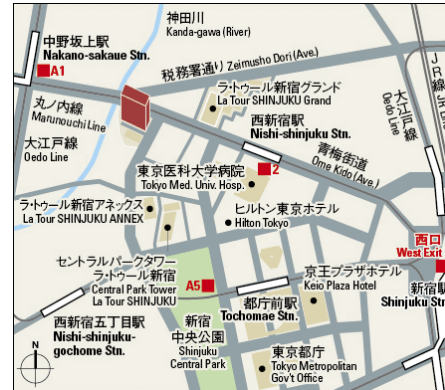 神田川
Kanda-gawa (River)
中野坂上駅
Nakano-sakaue Stn.
A1
税務署通り Zeimusho Dori (Ave.)
丸ノ内線
Marunouchi Line
大江戸線
Oedo Line
ラ・トゥール新宿グランド
La Tour SHINJUKU Grand
西新宿駅
Nishi-shinjuku Stn.
大江戸線
Oedo Line
JR線
青梅街道
Ome Kido (Ave.)
2
東京医科大学病院
Tokyo Med. Univ. Hosp.
ラ・トゥール新宿アネックス
La Tour SHINJUKU ANNEX
ヒルトン東京ホテル
Hilton Tokyo
西口
West Exit
セントラルパークタワー
ラ・トゥール新宿
Central Park Tower
La Tour SHINJUKU
A5
京王プラザホテル
Keio Plaza Hotel
新宿駅
Shinjuku Stn.
都庁前駅
Tochomae Stn.
西新宿五丁目駅
Nishi-shinjuku-
gochome Stn.
新宿
中央公園
Shinjuku
Central Park
東京都庁
Tokyo Metropolitan
Gov't Office
N